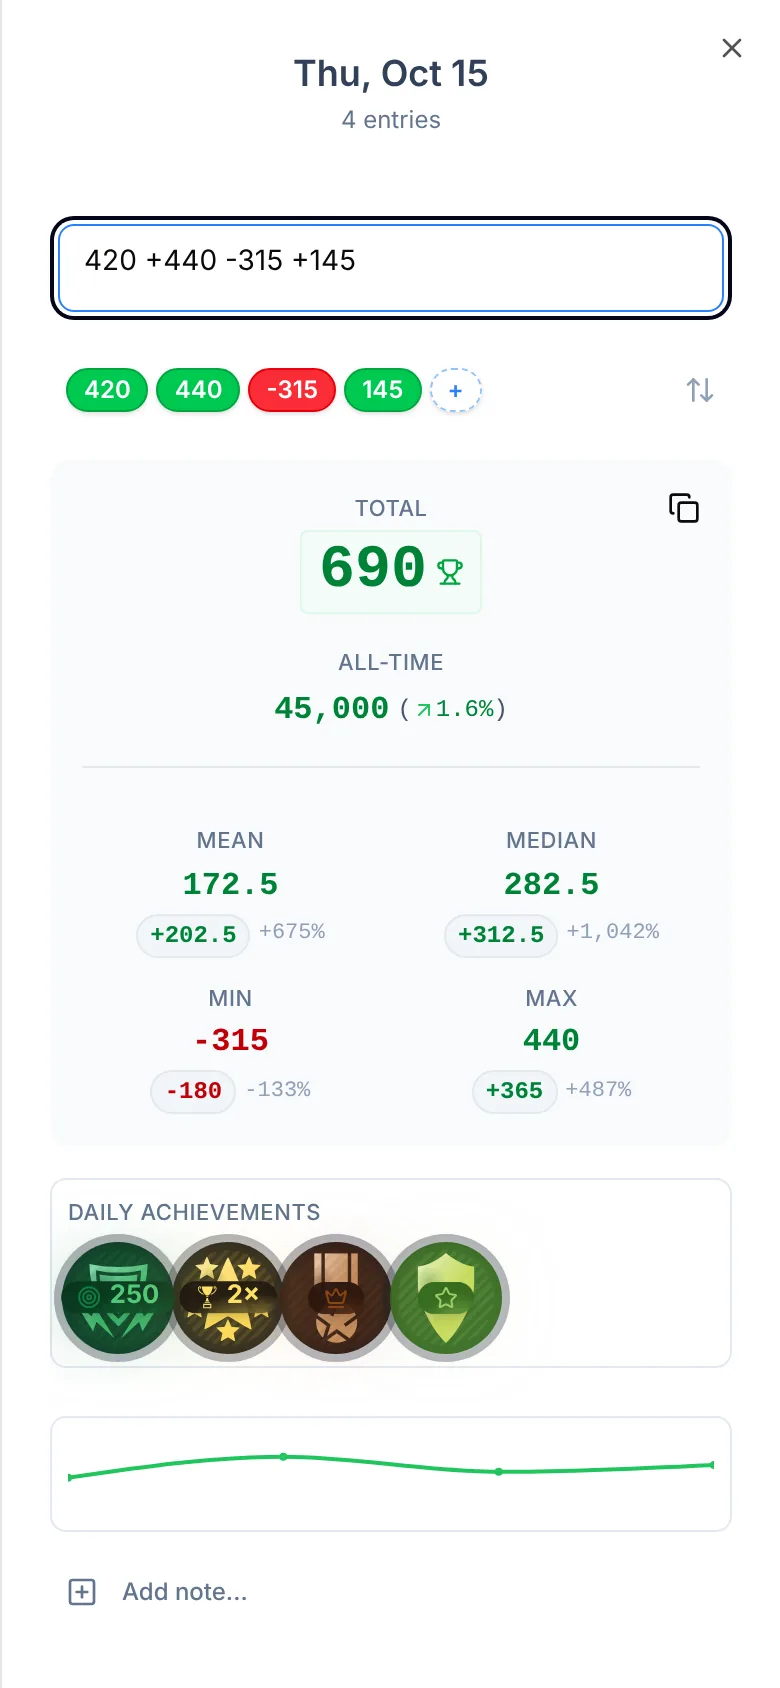 Thu, Oct 15
4 entries
420 +440 -315 +145
420 440 -315 145 +
TOTAL
690
ALL-TIME
45,000 (↗1.6%)
MEAN MEDIAN
172.5 282.5
+202.5 +675% +312.5 +1,042%
MIN MAX
-315 440
-180 -133% +365 +487%
DAILY ACHIEVEMENTS
250 2×
Add note...